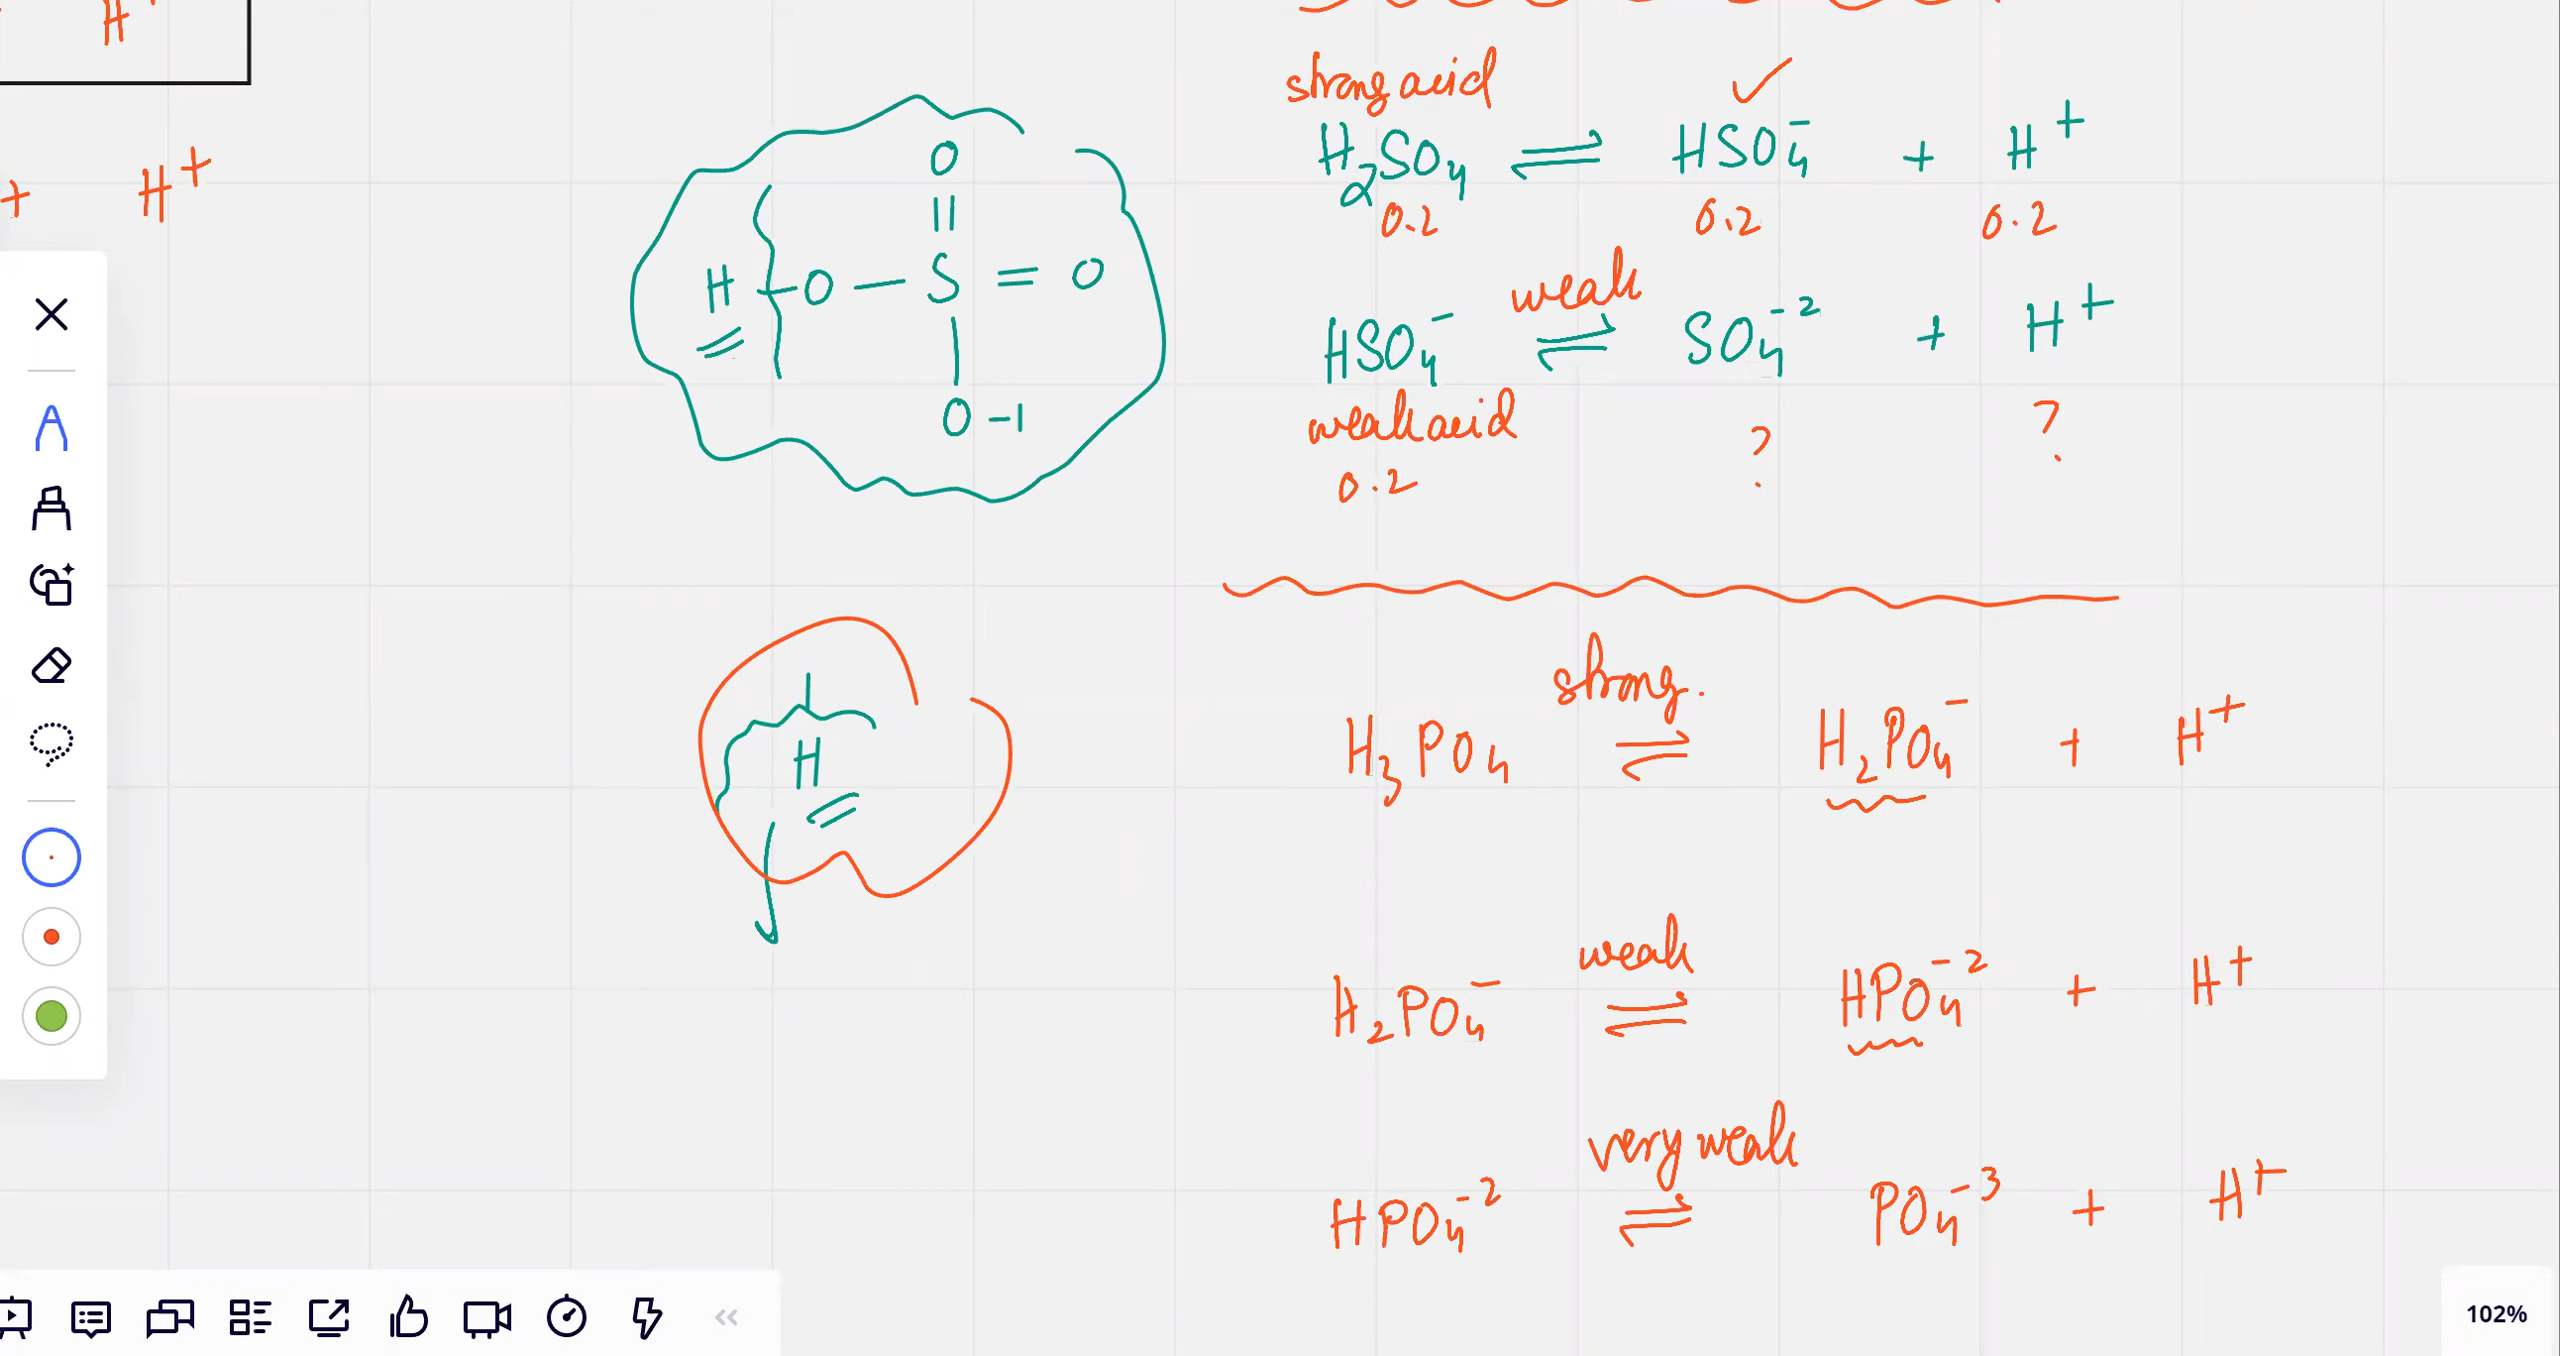 H+
+ H+
O
||
H -O — S = O
|
O -1
H
strong acid ✓
H2SO4 ⇌ HSO4- + H+
0.2 0.2 0.2
weak
HSO4- ⇌ SO4-2 + H+
weak acid ? ?
0.2
strong.
H3PO4 ⇌ H2PO4- + H+
weak
H2PO4- ⇌ HPO4-2 + H+
very weak
HPO4-2 ⇌ PO4-3 + H+
102%